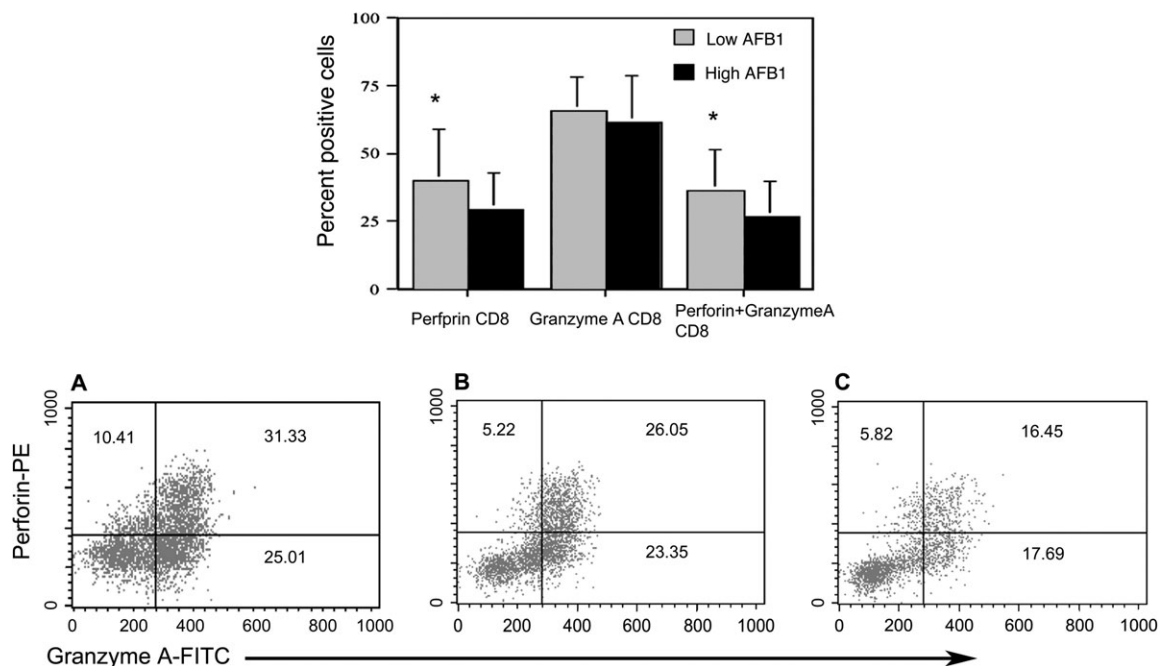 100
75
50
25
0
Percent positive cells
Low AFB1
High AFB1
*
*
Perfprin CD8
Granzyme A CD8
Perforin+GranzymeA
CD8
A
1000
0
10.41
31.33
25.01
0 200 400 600 800 1000
B
1000
0
5.22
26.05
23.35
0 200 400 600 800 1000
C
1000
0
5.82
16.45
17.69
0 200 400 600 800 1000
Perforin-PE
Granzyme A-FITC